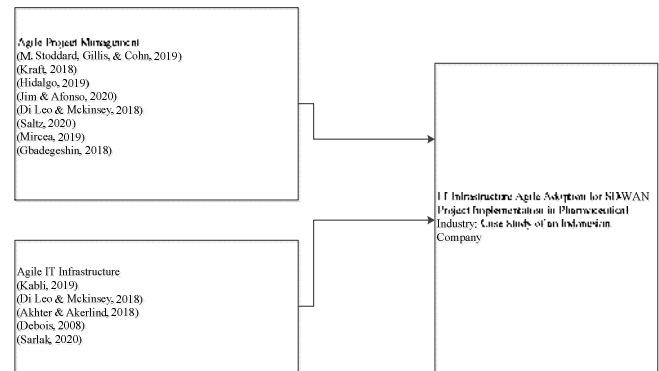 Agile Project Management
(M. Stoddard, Gillis, & Cohn, 2019)
(Kraft, 2018)
(Hidalgo, 2019)
(Jim & Afonso, 2020)
(Di Leo & Mckinsey, 2018)
(Saltz, 2020)
(Mircea, 2019)
(Gbadegeshin, 2018)
Agile IT Infrastructure
(Kabli, 2019)
(Di Leo & Mckinsey, 2018)
(Akhter & Akerlind, 2018)
(Debois, 2008)
(Sarlak, 2020)
IT Infrastructure Agile Adoption for SD-WAN
Project Implementation in Pharmaceutical
Industry: Case Study of an Indonesian
Company